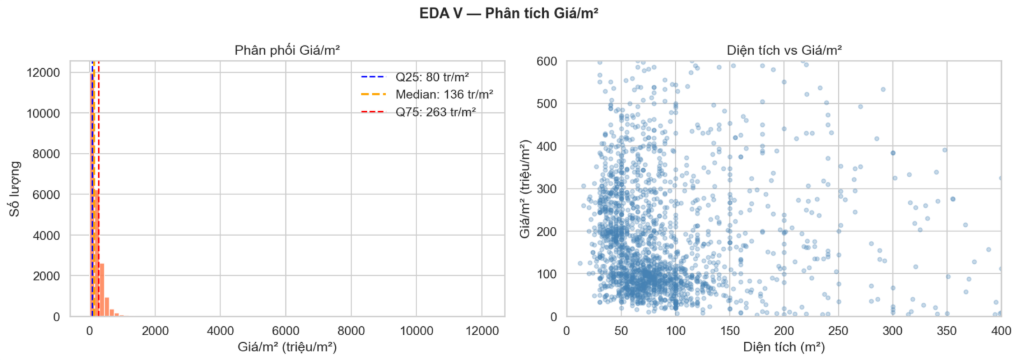 EDA V — Phân tích Giá/m²
Phân phối Giá/m²
Số lượng
12000
10000
8000
6000
4000
2000
0
Q25: 80 tr/m²
Median: 136 tr/m²
Q75: 263 tr/m²
0 2000 4000 6000 8000 10000 12000
Giá/m² (triệu/m²)
Diện tích vs Giá/m²
Giá/m² (triệu/m²)
600
500
400
300
200
100
0
0 50 100 150 200 250 300 350 400
Diện tích (m²)